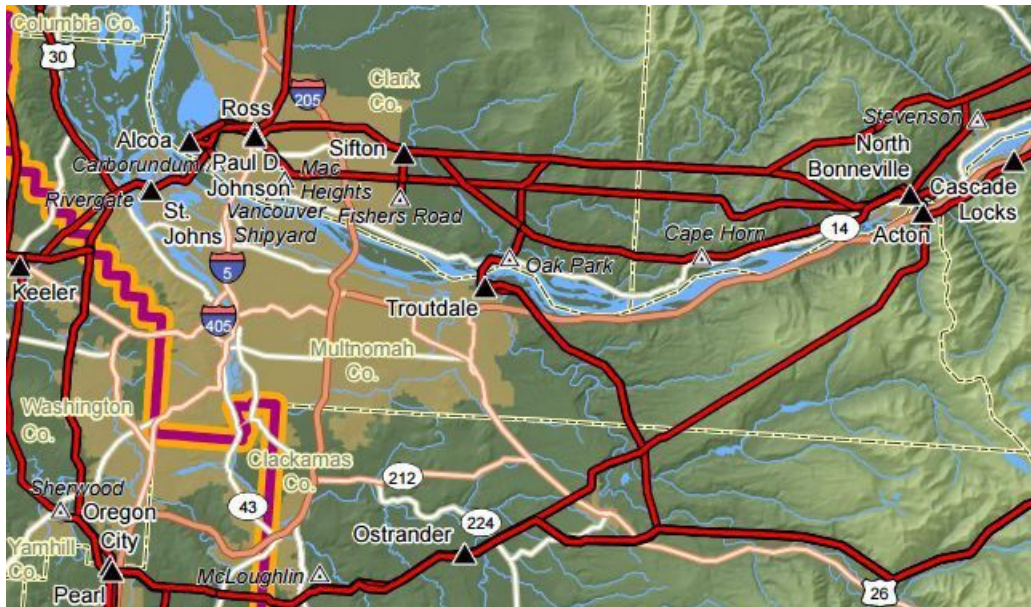 Columbia Co.
30
205
Clark
Co.
Ross
Stevenson
Alcoa
Sifton
North
Bonneville
Carborundum
Paul D.
Johnson
Mac
Heights
Cascade
Locks
Rivergate
St.
Johns
Vancouver
Shipyard
Fishers Road
14
Acton
Cape Horn
5
Oak Park
Keeler
Troutdale
405
Multnomah
Co.
Washington
Co.
Clackamas
Co.
212
Sherwood
43
Oregon
City
Ostrander
224
Yamhill
Co.
McLoughlin
Pearl
26